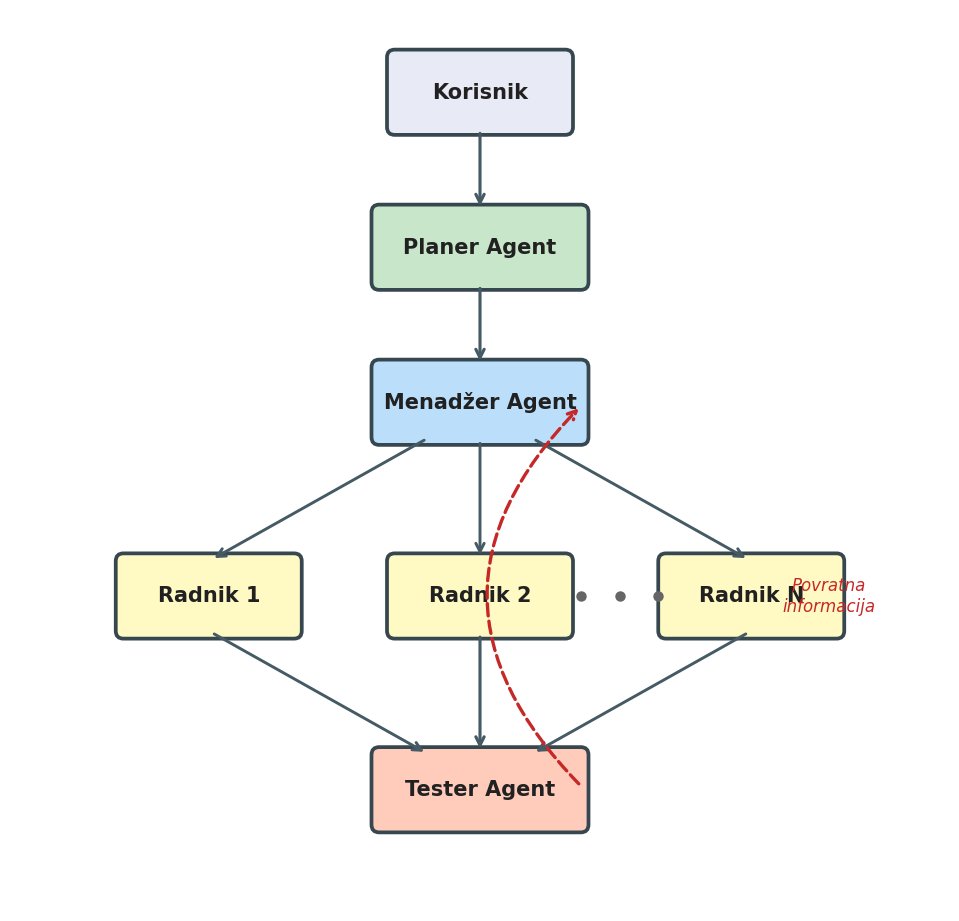 Korisnik
Planer Agent
Menadžer Agent
Radnik 1
Radnik 2
Radnik N
Povratna
informacija
Tester Agent